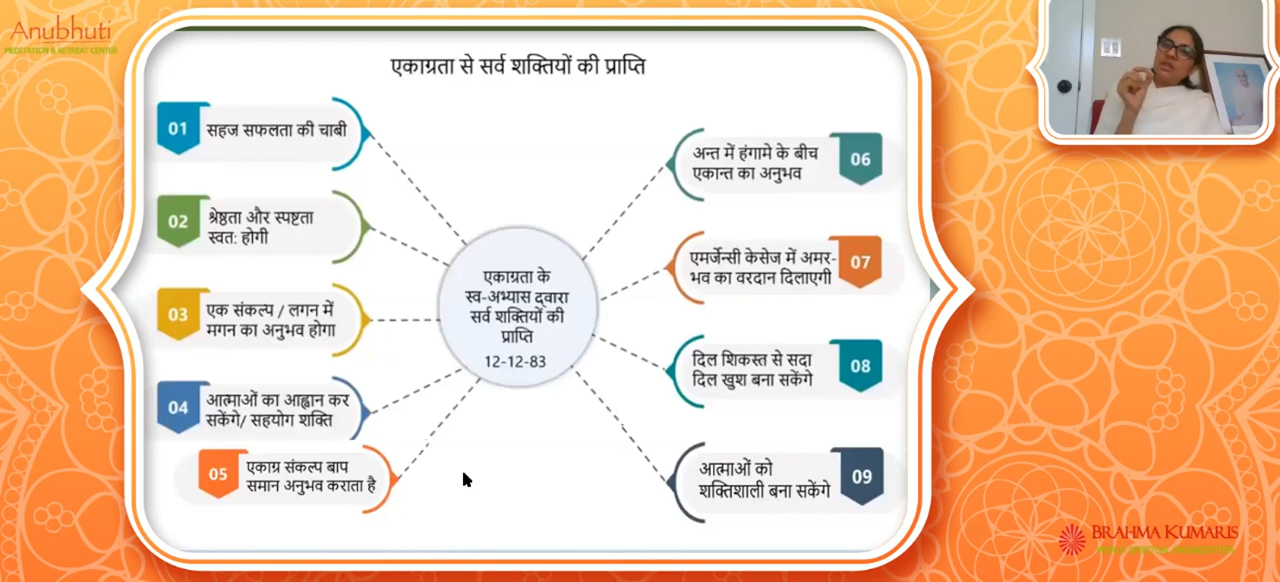 Anubhuti
MEDITATION & RETREAT CENTER
एकाग्रता से सर्व शक्तियों की प्राप्ति
01
सहज सफलता की चाबी
02
श्रेष्ठता और स्पष्टता
स्वत: होगी
03
एक संकल्प / लगन में
मगन का अनुभव होगा
04
आत्माओं का आह्वान कर
सकेंगे/ सहयोग शक्ति
05
एकाग्र संकल्प बाप
समान अनुभव कराता है
एकाग्रता के
स्व-अभ्यास दवारा
सर्व शक्तियों की
प्राप्ति
12-12-83
अन्त में हंगामे के बीच
एकान्त का अनुभव
06
एमर्जेन्सी केसेज में अमर-
भव का वरदान दिलाएगी
07
दिल शिकस्त से सदा
दिल खुश बना सकेंगे
08
आत्माओं को
शक्तिशाली बना सकेंगे
09
BRAHMA KUMARIS